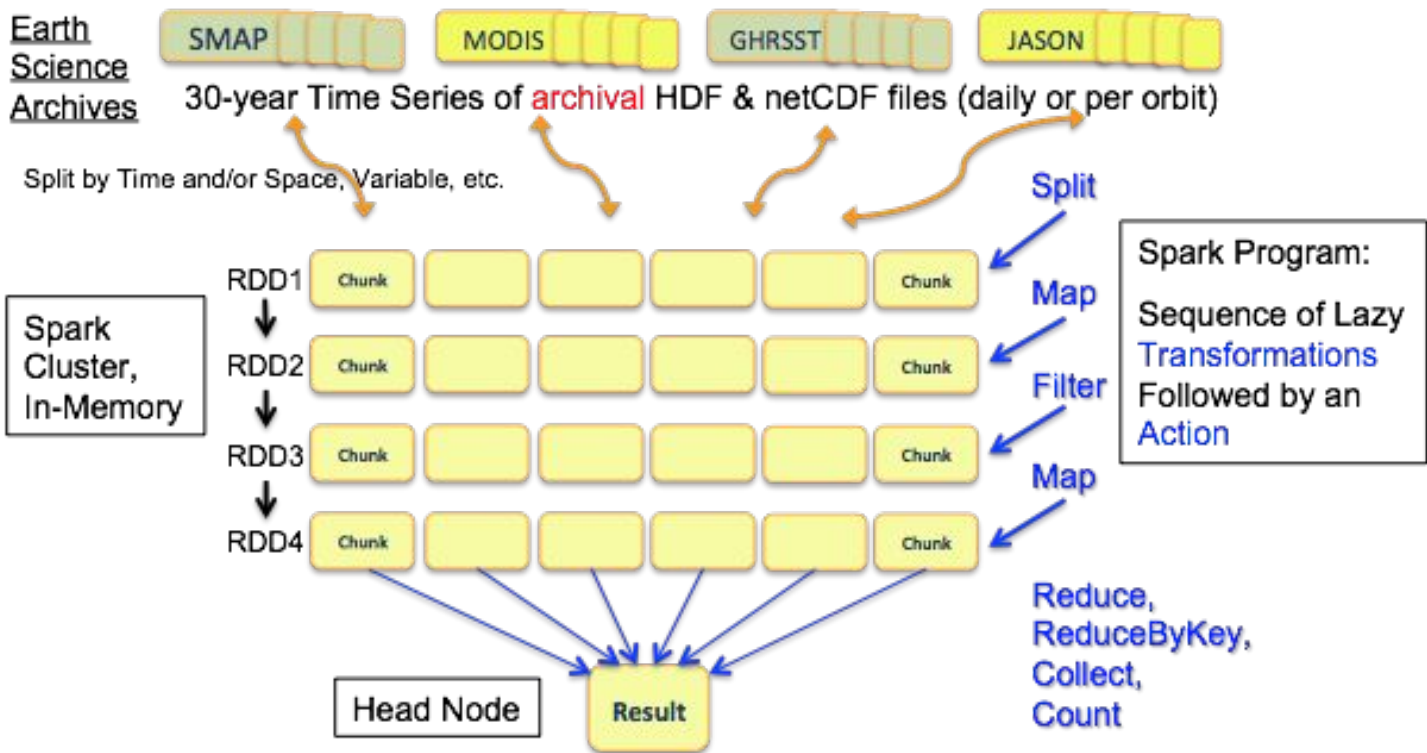 Earth
Science
Archives
SMAP
MODIS
GHRSST
JASON
30-year Time Series of archival HDF & netCDF files (daily or per orbit)
Split by Time and/or Space, Variable, etc.
Split
Spark
Cluster,
In-Memory
RDD1
Chunk
Chunk
Map
RDD2
Chunk
Chunk
Filter
RDD3
Chunk
Chunk
Map
RDD4
Chunk
Chunk
Spark Program:
Sequence of Lazy
Transformations
Followed by an
Action
Reduce,
ReduceByKey,
Collect,
Count
Head Node
Result